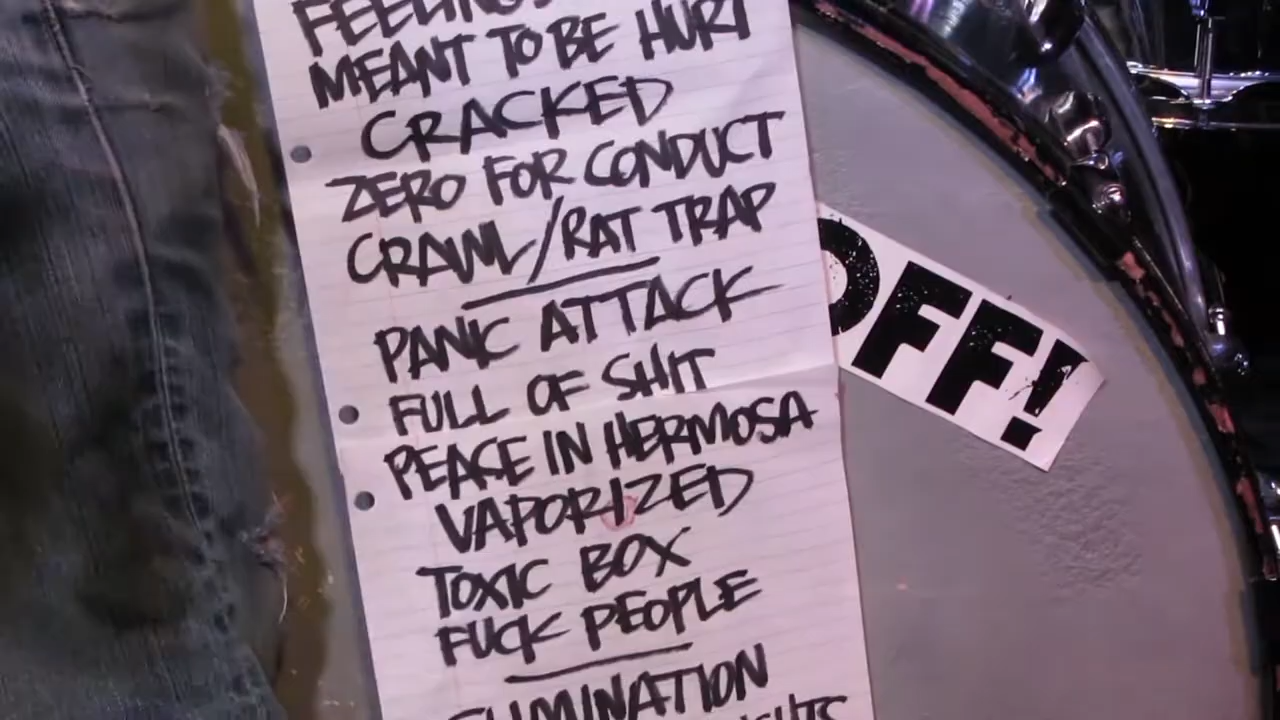 FEELINGS
MEANT TO BE HURT
CRACKED
ZERO FOR CONDUCT
CRAWL/RAT TRAP
PANIC ATTACK
FULL OF SHIT
PEACE IN HERMOSA
VAPORIZED
TOXIC BOX
FUCK PEOPLE
ELIMINATION
OFF!